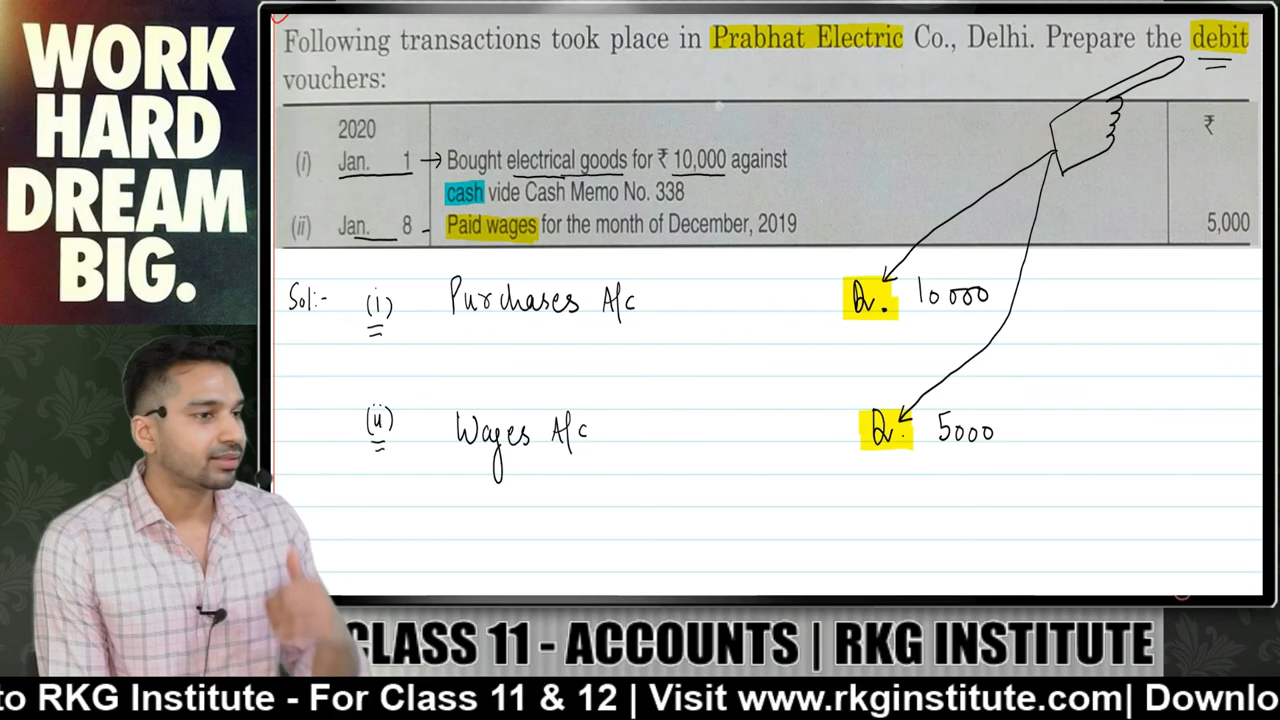 WORK
HARD
DREAM
BIG.
Following transactions took place in Prabhat Electric Co., Delhi. Prepare the debit
vouchers:
2020 ₹
(i) Jan. 1 → Bought electrical goods for ₹ 10,000 against
cash vide Cash Memo No. 338
(ii) Jan. 8 Paid wages for the month of December, 2019 5,000
Sol:- (i) Purchases A/c Dr. 10000
(ii) Wages A/c Dr. 5000
CLASS 11 - ACCOUNTS | RKG INSTITUTE
to RKG Institute - For Class 11 & 12 | Visit www.rkginstitute.com| Downlo